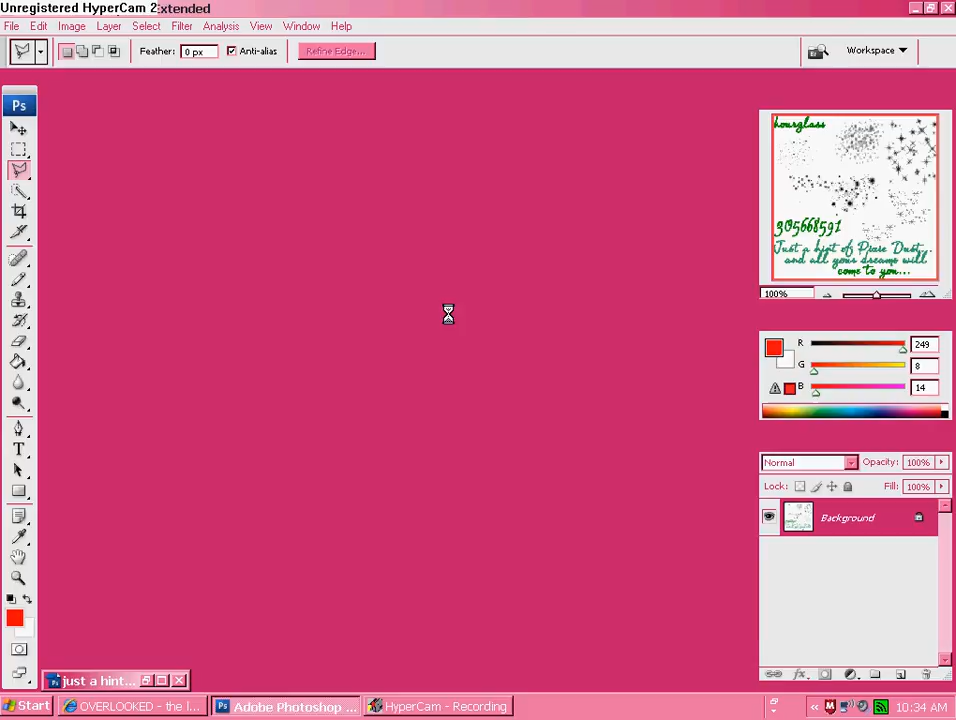 Unregistered HyperCam 2 xtended
File Edit Image Layer Select Filter Analysis View Window Help
Feather: 0 px Anti-alias Refine Edge... Workspace
Ps
hourglass
305668591
Just a hint of Pixie Dust...
and all your dreams will
come to you...
100%
R 249
G 8
B 14
Normal Opacity: 100%
Lock: Fill: 100%
Background
T
just a hint...
Start OVERLOOKED - the l... Ps Adobe Photoshop ... HyperCam - Recording 10:34 AM